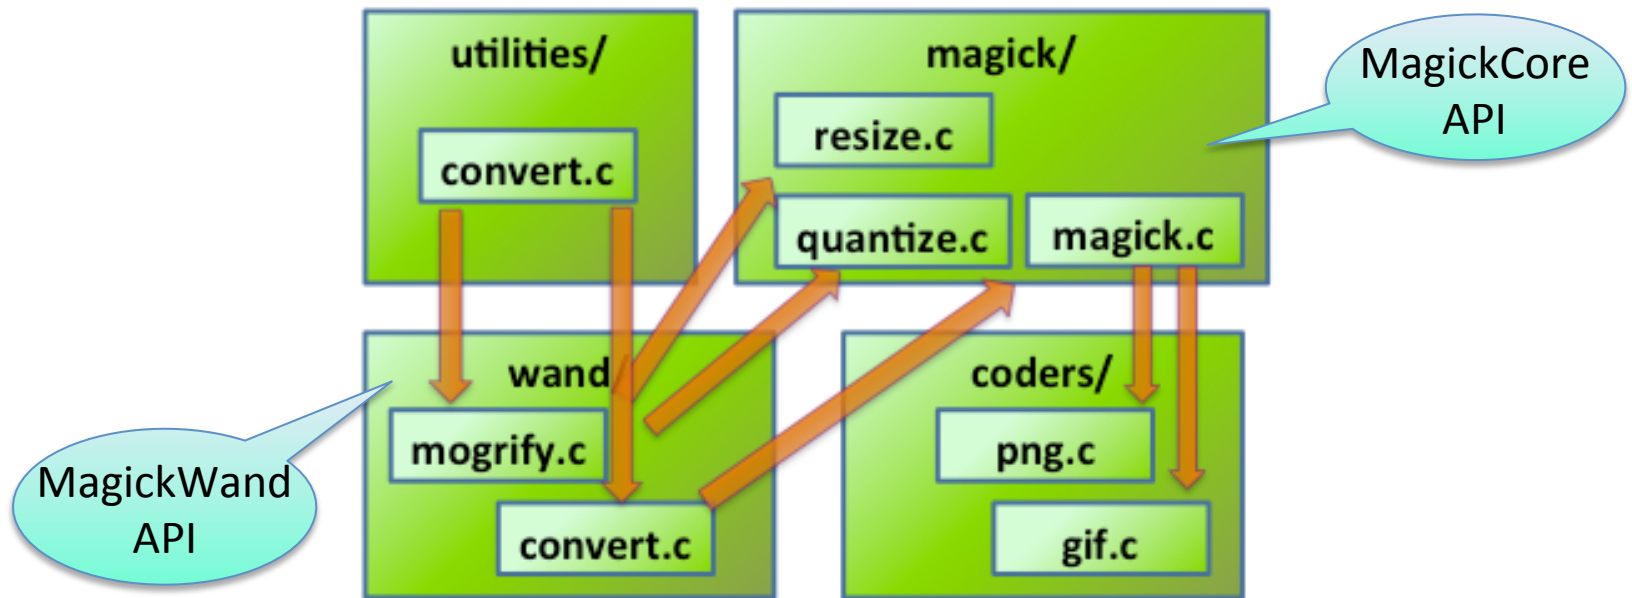 utilities/
convert.c
magick/
resize.c
quantize.c
magick.c
MagickCore
API
wand/
mogrify.c
convert.c
MagickWand
API
coders/
png.c
gif.c